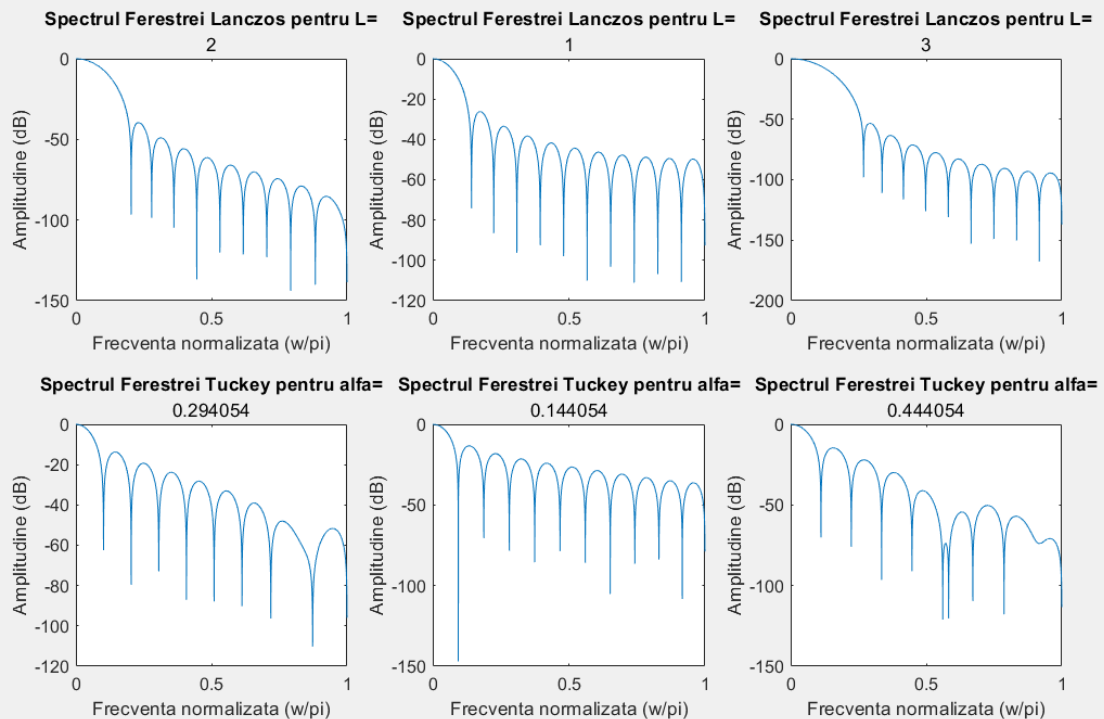 Spectrul Ferestrei Lanczos pentru L=
2
0
-50
-100
-150
Amplitudine (dB)
0 0.5 1
Frecventa normalizata (w/pi)
Spectrul Ferestrei Lanczos pentru L=
1
0
-20
-40
-60
-80
-100
-120
Amplitudine (dB)
0 0.5 1
Frecventa normalizata (w/pi)
Spectrul Ferestrei Lanczos pentru L=
3
0
-50
-100
-150
-200
Amplitudine (dB)
0 0.5 1
Frecventa normalizata (w/pi)
Spectrul Ferestrei Tuckey pentru alfa=
0.294054
0
-20
-40
-60
-80
-100
-120
Amplitudine (dB)
0 0.5 1
Frecventa normalizata (w/pi)
Spectrul Ferestrei Tuckey pentru alfa=
0.144054
0
-50
-100
-150
Amplitudine (dB)
0 0.5 1
Frecventa normalizata (w/pi)
Spectrul Ferestrei Tuckey pentru alfa=
0.444054
0
-50
-100
-150
Amplitudine (dB)
0 0.5 1
Frecventa normalizata (w/pi)